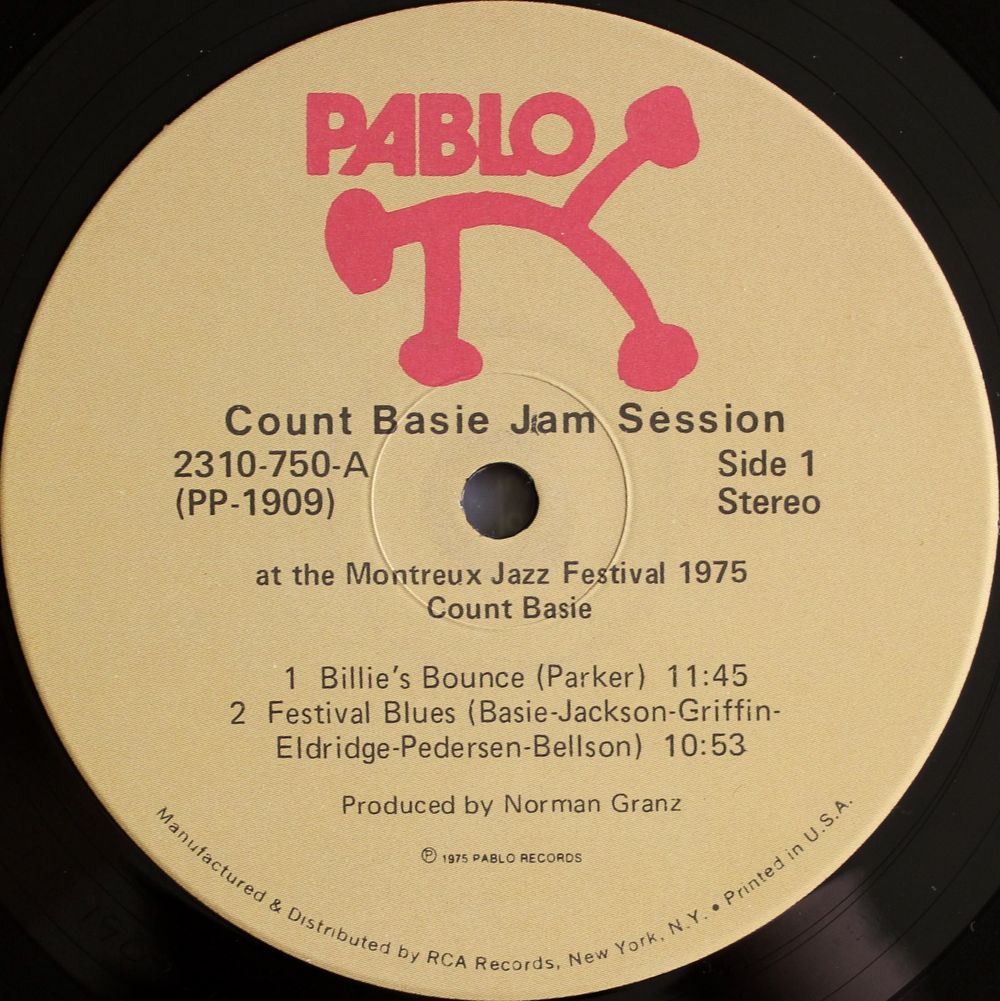 PABLO
Count Basie Jam Session
2310-750-A Side 1
(PP-1909) Stereo
at the Montreux Jazz Festival 1975
Count Basie
1 Billie's Bounce (Parker) 11:45
2 Festival Blues (Basie-Jackson-Griffin-
Eldridge-Pedersen-Bellson) 10:53
Produced by Norman Granz
℗ 1975 PABLO RECORDS
Manufactured & Distributed by RCA Records, New York, N.Y. • Printed in U.S.A.